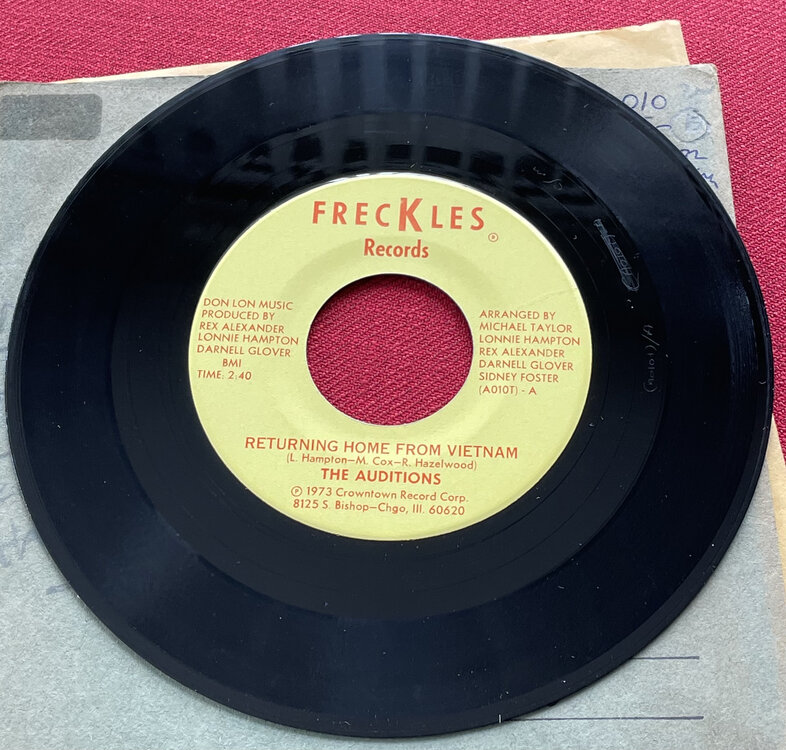 FRECKLES
®
Records
DON LON MUSIC
PRODUCED BY
REX ALEXANDER
LONNIE HAMPTON
DARNELL GLOVER
BMI
TIME. 2:40
ARRANGED BY
MICHAEL TAYLOR
LONNIE HAMPTON
REX ALEXANDER
DARNELL GLOVER
SIDNEY FOSTER
(A010T) - A
RETURNING HOME FROM VIETNAM
(L. Hampton—M. Cox—R. Hazelwood)
THE AUDITIONS
℗ 1973 Crowntown Record Corp.
8125 S. Bishop—Chgo, Ill. 60620